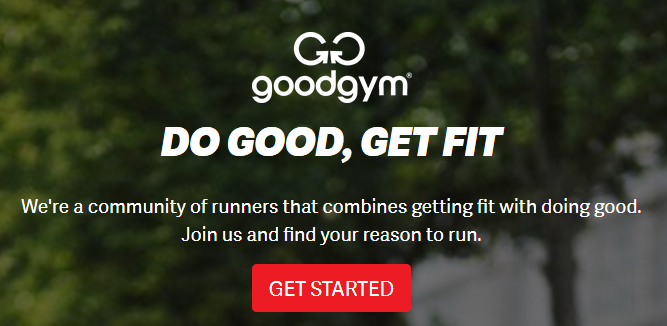 GG
goodgym®
DO GOOD, GET FIT
We're a community of runners that combines getting fit with doing good.
Join us and find your reason to run.
GET STARTED